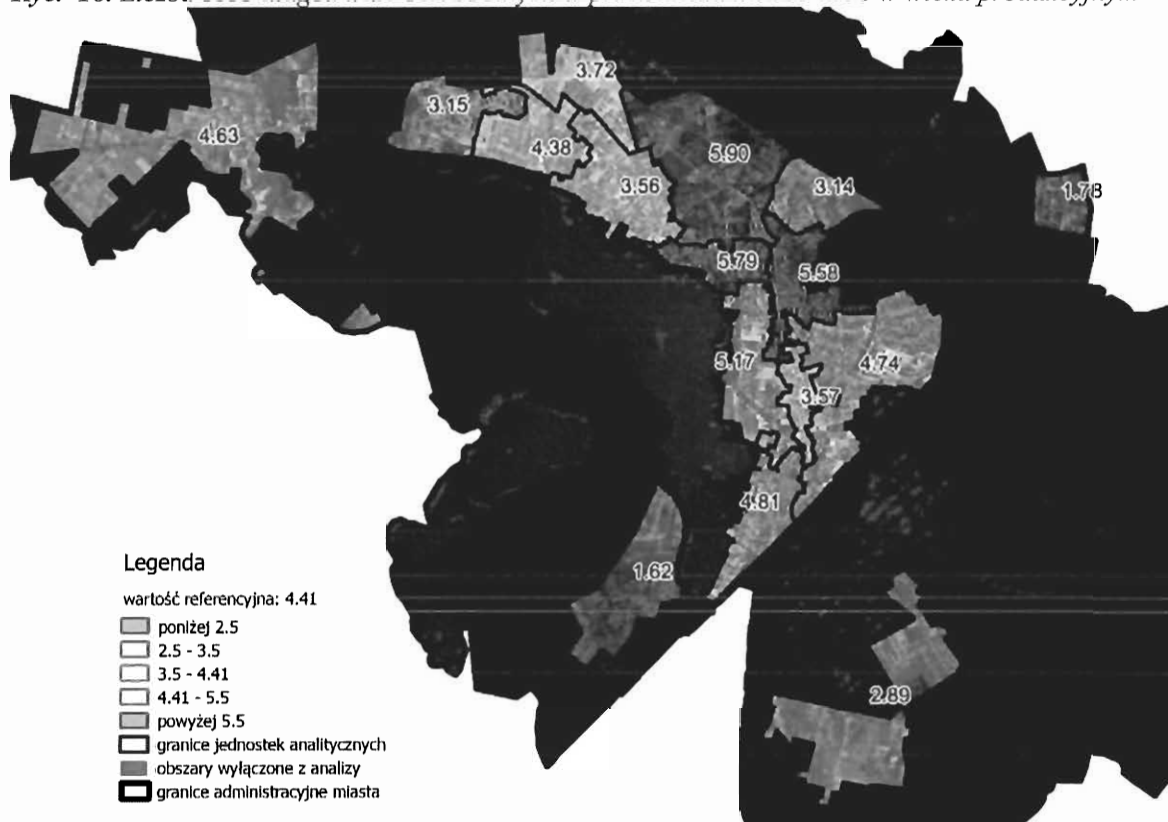 3.72
3.15
4.63
4.38
5.90
3.56
3.14
1.78
5.79
5.58
5.17
4.74
3.57
4.81
1.62
2.89
Legenda
wartość referencyjna: 4.41
poniżej 2.5
2.5 - 3.5
3.5 - 4.41
4.41 - 5.5
powyżej 5.5
granice jednostek analitycznych
obszary wyłączone z analizy
granice administracyjne miasta